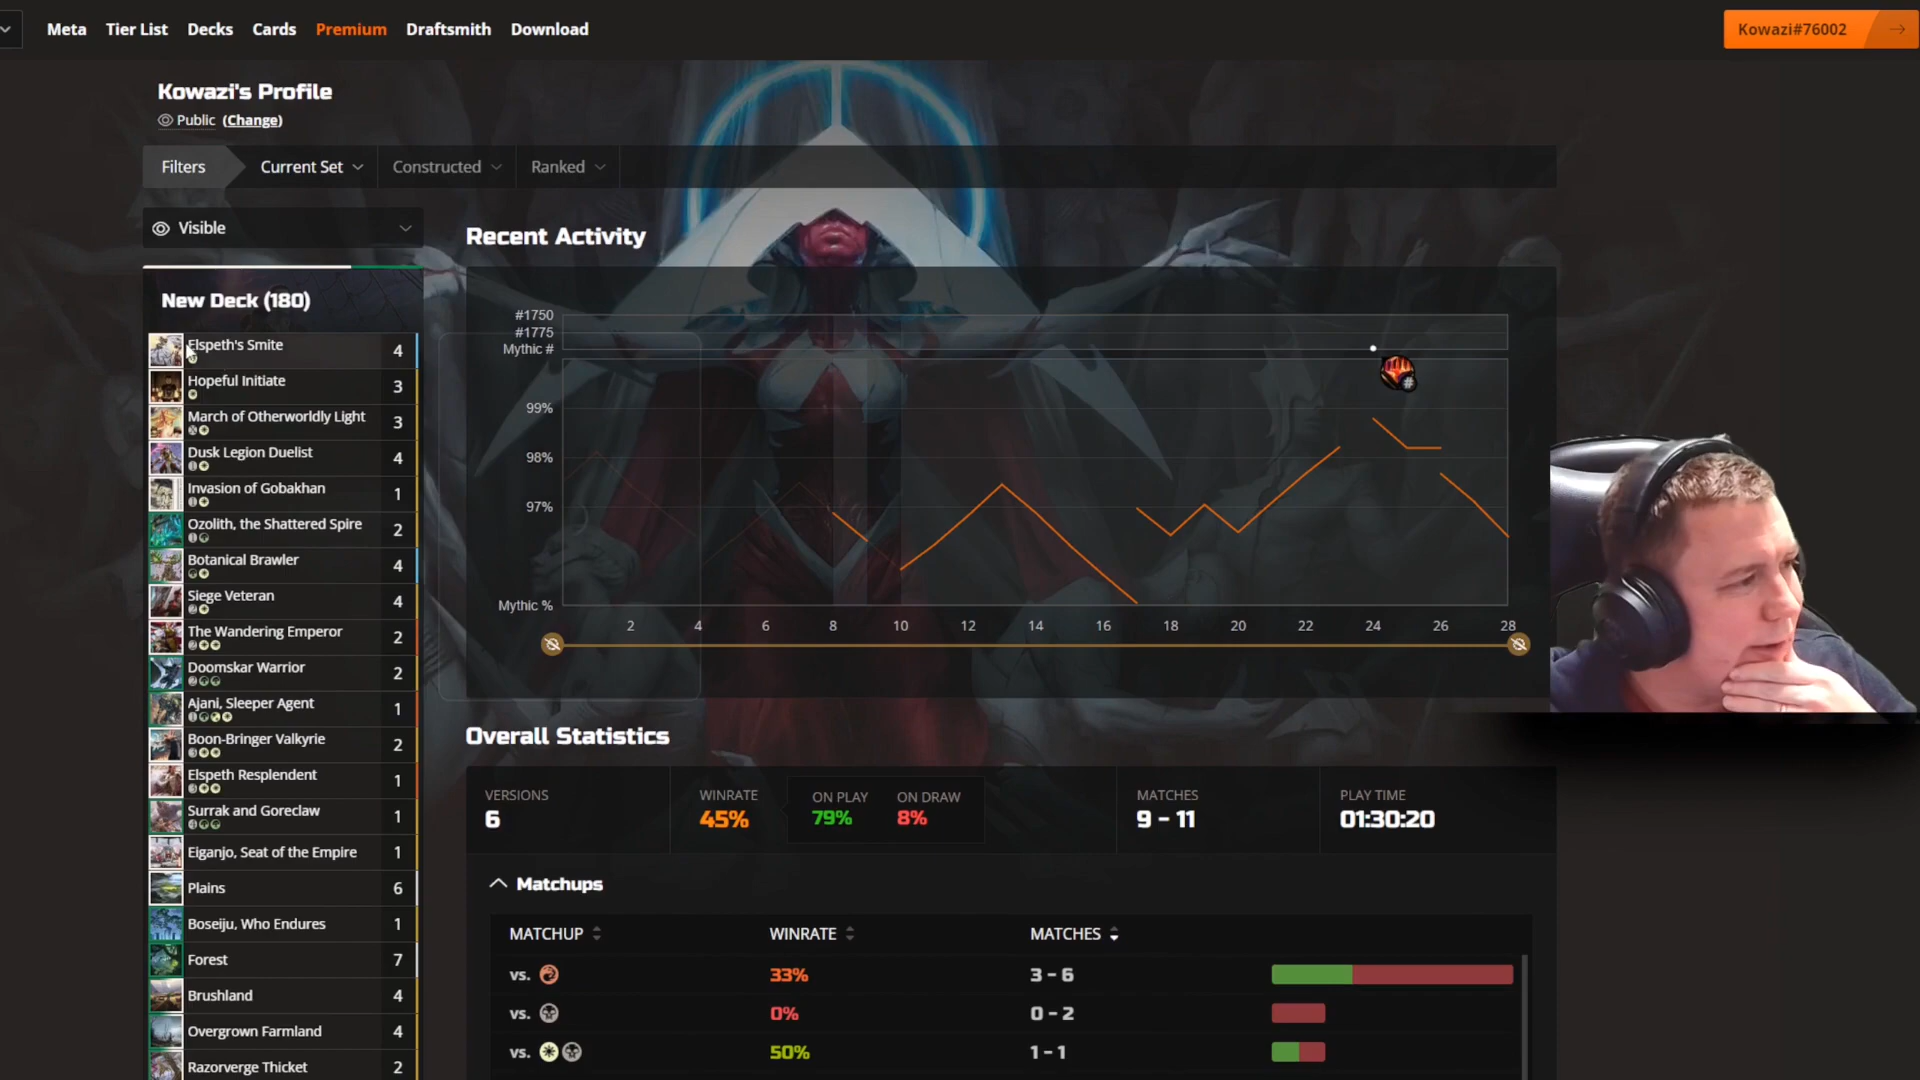 Meta Tier List Decks Cards Premium Draftsmith Download Kowazi#76002
Kowazi's Profile
Public (Change)
Filters Current Set Constructed Ranked
Visible
New Deck (180)
Elspeth's Smite 4
Hopeful Initiate 3
March of Otherworldly Light 3
Dusk Legion Duelist 4
Invasion of Gobakhan 1
Ozolith, the Shattered Spire 2
Botanical Brawler 4
Siege Veteran 4
The Wandering Emperor 2
Doomskar Warrior 2
Ajani, Sleeper Agent 1
Boon-Bringer Valkyrie 2
Elspeth Resplendent 1
Surrak and Goreclaw 1
Eiganjo, Seat of the Empire 1
Plains 6
Boseiju, Who Endures 1
Forest 7
Brushland 4
Overgrown Farmland 4
Razorverge Thicket 2
Recent Activity
#1750
#1775
Mythic #
99%
98%
97%
Mythic %
2 4 6 8 10 12 14 16 18 20 22 24 26 28
Overall Statistics
VERSIONS WINRATE ON PLAY ON DRAW MATCHES PLAY TIME
6 45% 79% 8% 9 - 11 01:30:20
Matchups
MATCHUP WINRATE MATCHES
vs. 33% 3 - 6
vs. 0% 0 - 2
vs. 50% 1 - 1